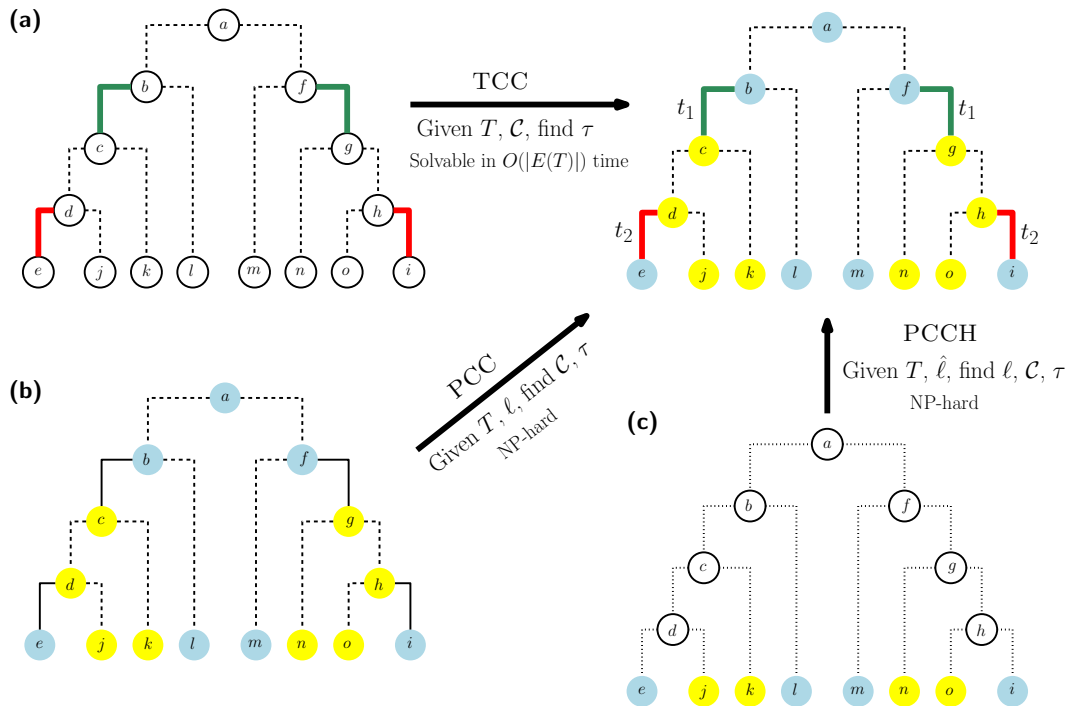 (a)
a
b
f
c
g
d
h
e
j
k
l
m
n
o
i
TCC
Given T, 𝒞, find τ
Solvable in O(|E(T)|) time
a
b
f
t₁
t₁
c
g
d
h
t₂
t₂
e
j
k
l
m
n
o
i
(b)
a
b
f
c
g
d
h
e
j
k
l
m
n
o
i
PCC
Given T, ℓ, find 𝒞, τ
NP-hard
PCCH
Given T, ℓ̂, find ℓ, 𝒞, τ
NP-hard
(c)
a
b
f
c
g
d
h
e
j
k
l
m
n
o
i